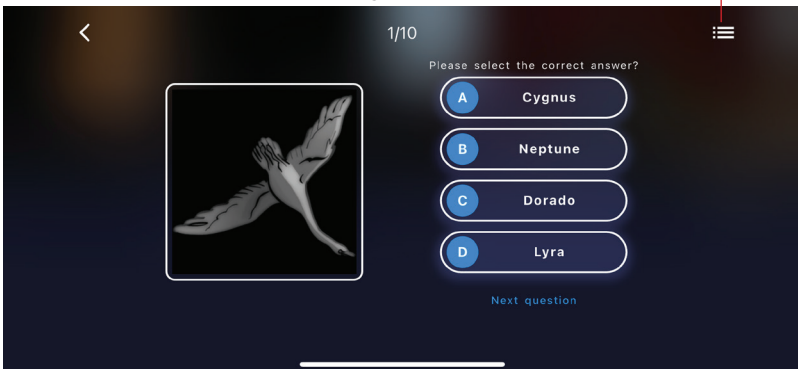 1/10
Please select the correct answer?
A Cygnus
B Neptune
C Dorado
D Lyra
Next question